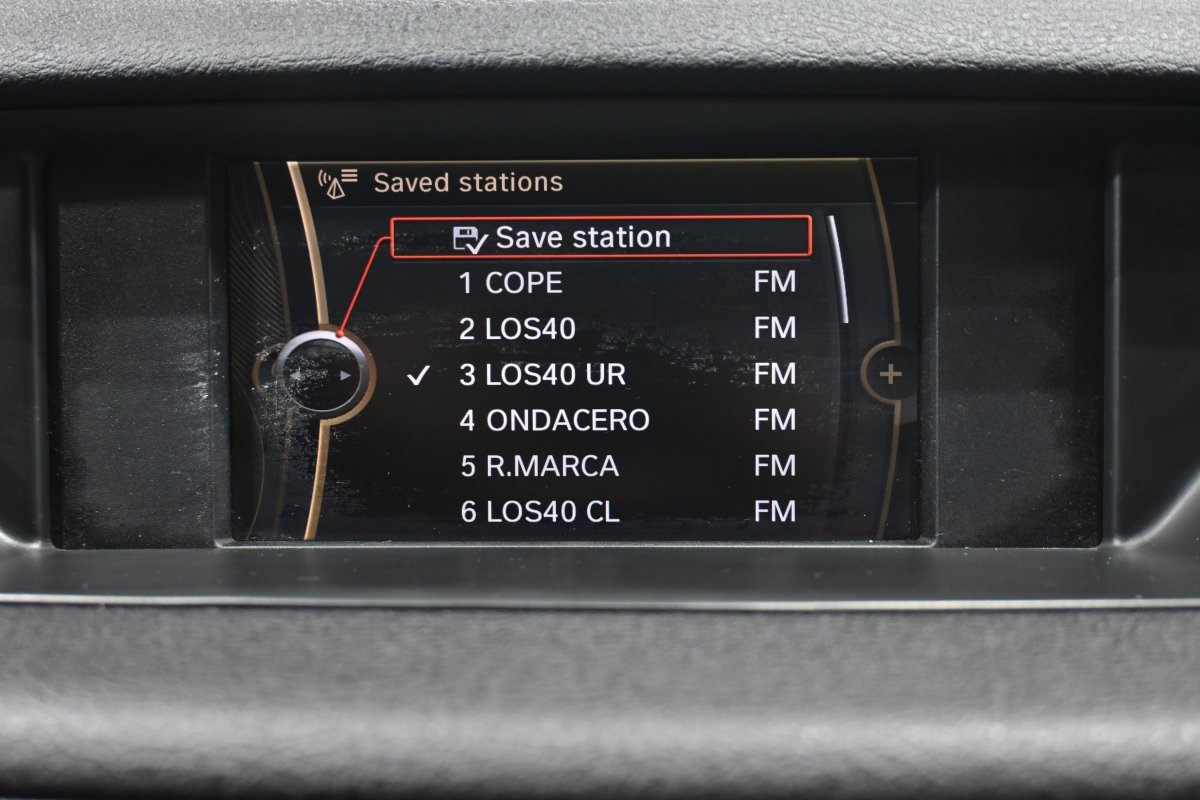 Saved stations
Save station
1 COPE FM
2 LOS40 FM
3 LOS40 UR FM
4 ONDACERO FM
5 R.MARCA FM
6 LOS40 CL FM